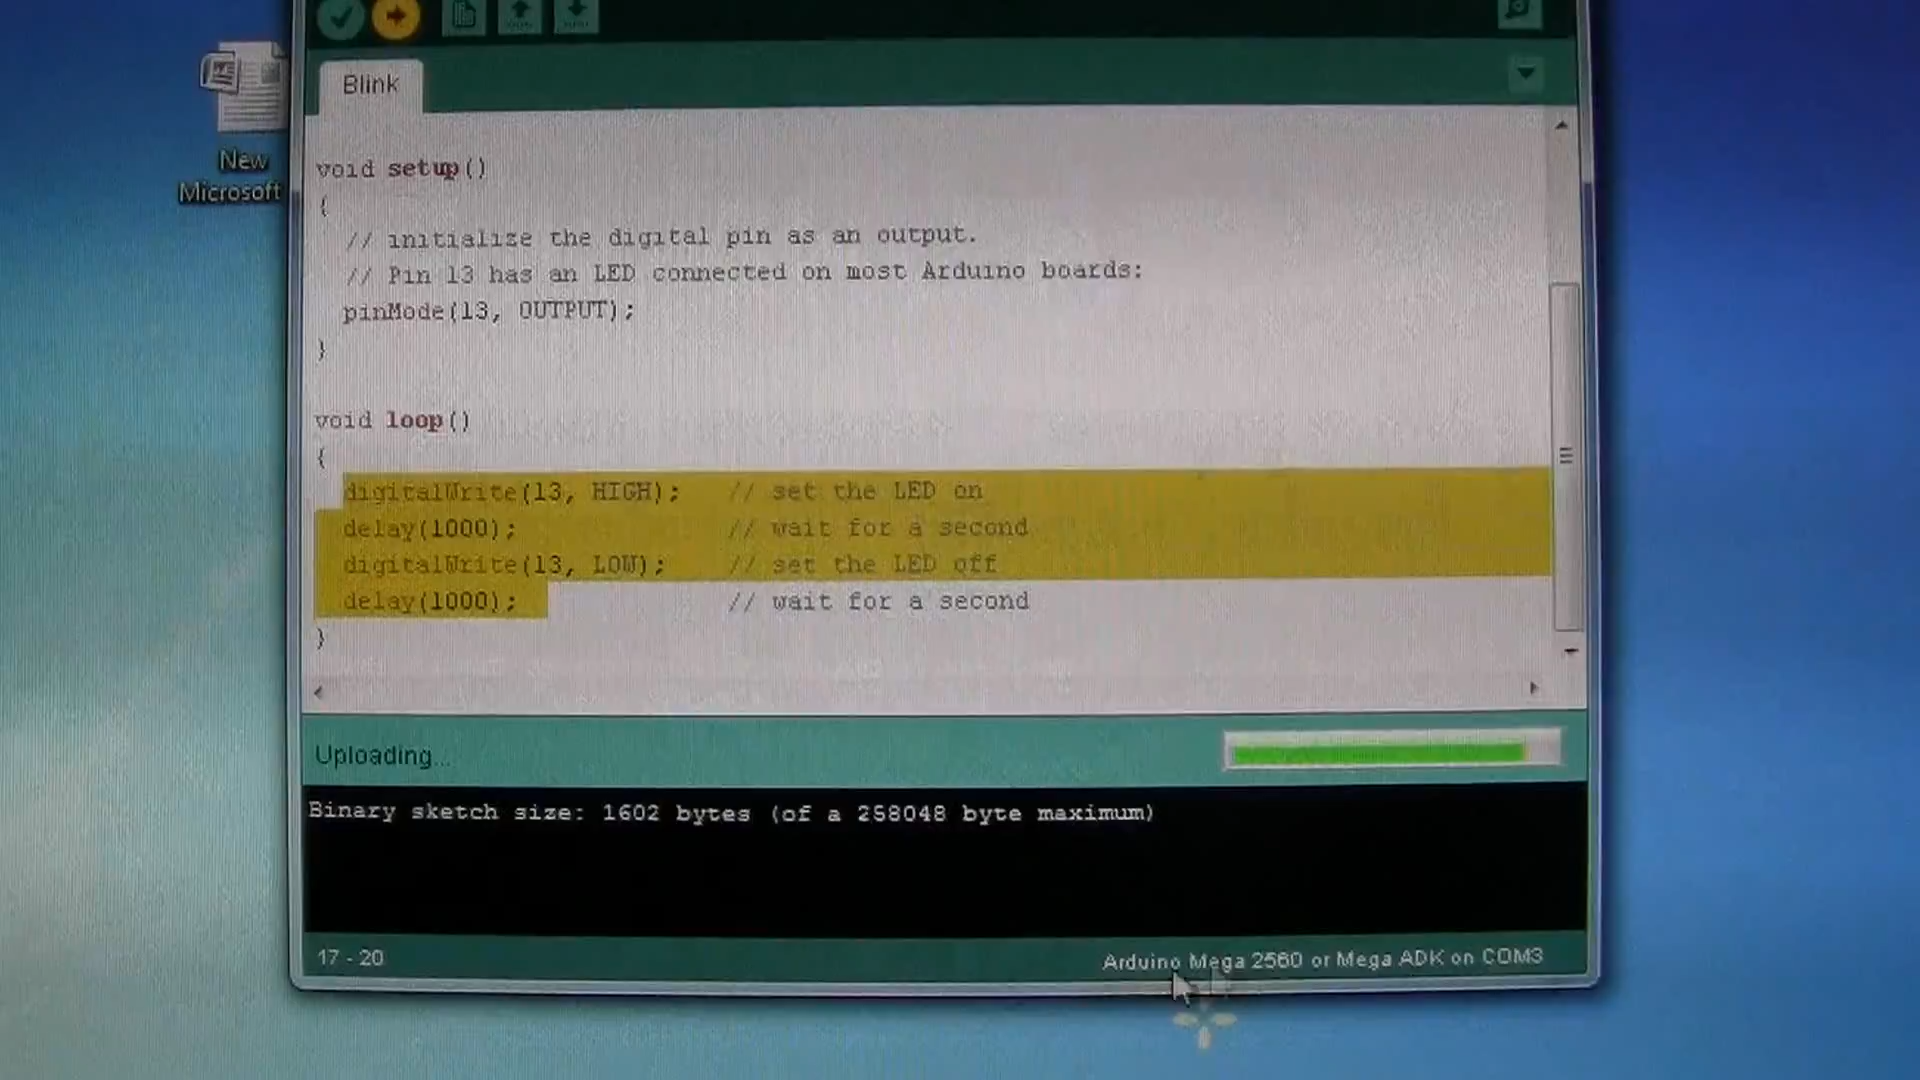 Blink
New
Microsoft
void setup()
{
// initialize the digital pin as an output.
// Pin 13 has an LED connected on most Arduino boards:
pinMode(13, OUTPUT);
}
void loop()
{
digitalWrite(13, HIGH); // set the LED on
delay(1000); // wait for a second
digitalWrite(13, LOW); // set the LED off
delay(1000); // wait for a second
}
Uploading...
Binary sketch size: 1602 bytes (of a 258048 byte maximum)
17 - 20
Arduino Mega 2560 or Mega ADK on COM3